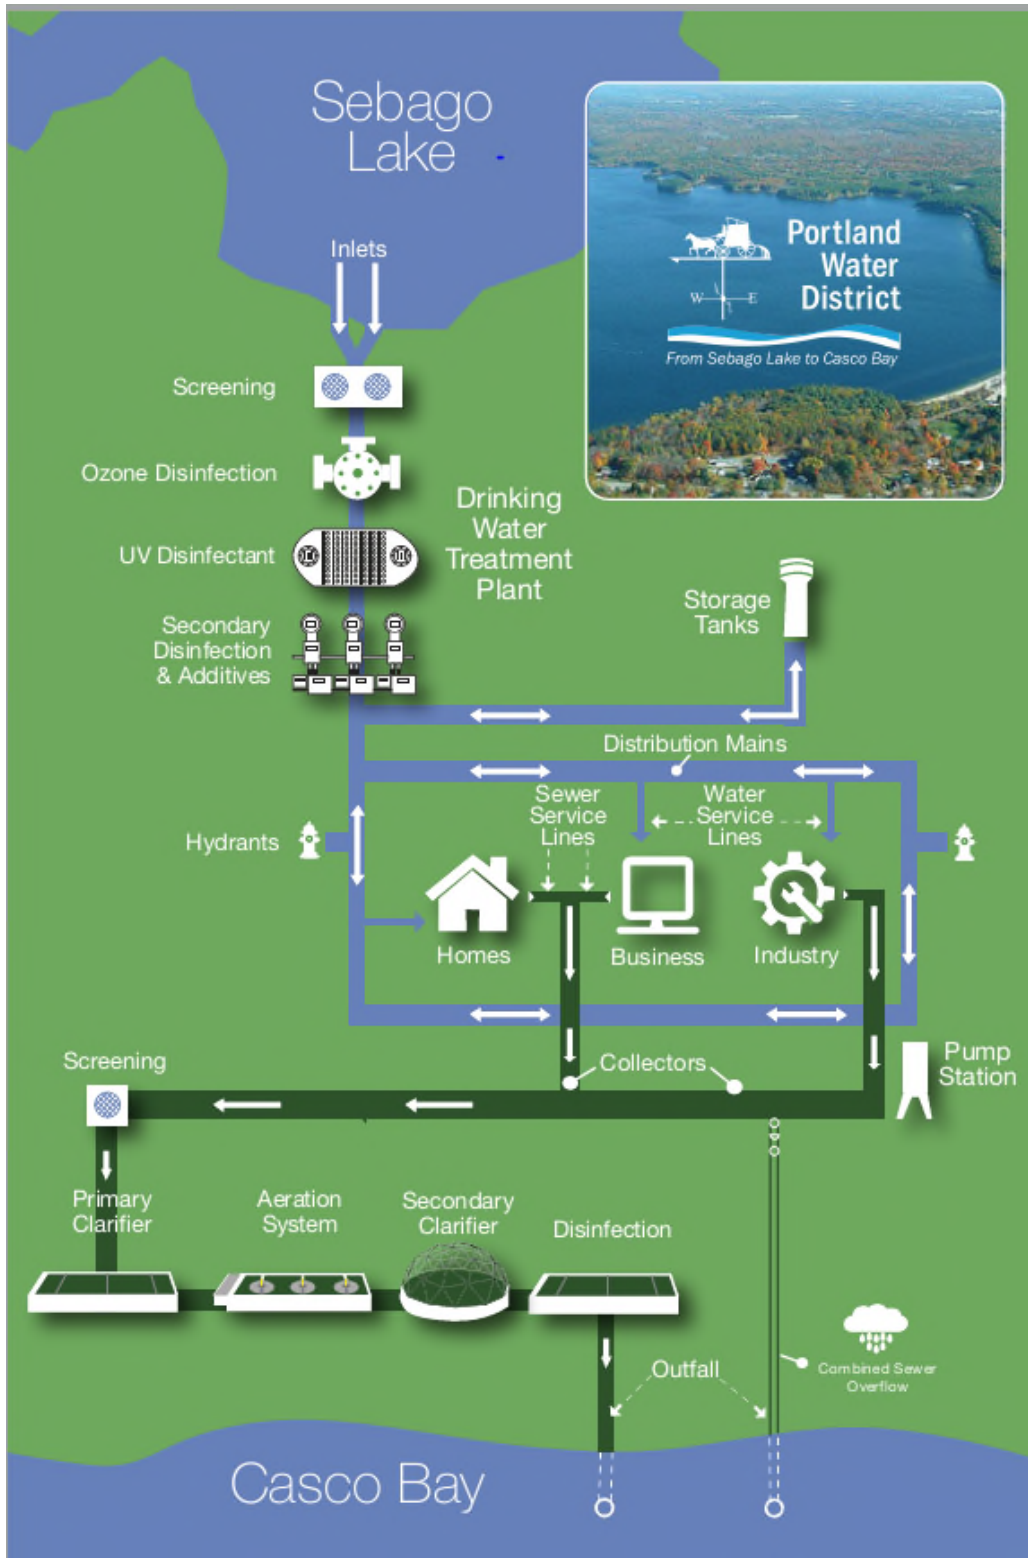 Sebago
Lake
Inlets
Portland
Water
District
W E
From Sebago Lake to Casco Bay
Screening
Ozone Disinfection
Drinking
Water
Treatment
Plant
UV Disinfectant
Storage
Tanks
Secondary
Disinfection
& Additives
Distribution Mains
Sewer
Service
Lines
Water
Service
Lines
Hydrants
Homes
Business
Industry
Screening
Collectors
Pump
Station
Primary
Clarifier
Aeration
System
Secondary
Clarifier
Disinfection
Outfall
Combined Sewer
Overflow
Casco Bay